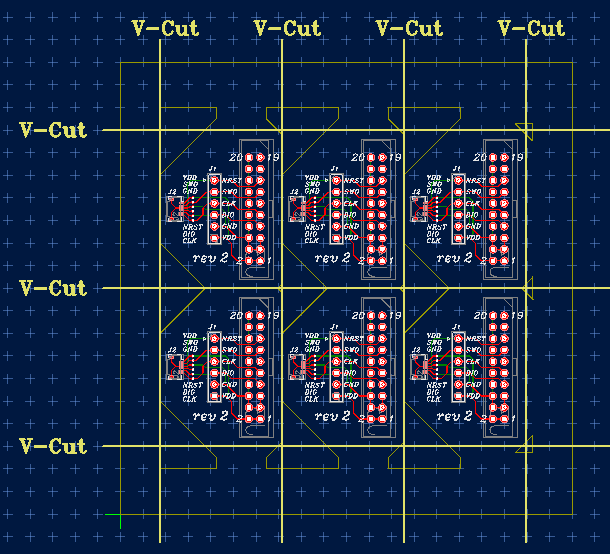 V-Cut V-Cut V-Cut V-Cut
V-Cut
20 19 20 19 20 19
J1 J1 J1
VDD NRST VDD NRST VDD NRST
SWO SWO SWO
GND GND GND
J2 SWO J2 SWO J2 SWO
CLK CLK CLK
DIO DIO DIO
NRST GND NRST GND NRST GND
DIO DIO DIO
CLK VDD CLK VDD CLK VDD
rev 2 2 1 rev 2 2 1 rev 2 2 1
V-Cut
20 19 20 19 20 19
J1 J1 J1
VDD NRST VDD NRST VDD NRST
SWO SWO SWO
GND GND GND
J2 SWO J2 SWO J2 SWO
CLK CLK CLK
DIO DIO DIO
NRST GND NRST GND NRST GND
DIO DIO DIO
CLK VDD CLK VDD CLK VDD
rev 2 2 1 rev 2 2 1 rev 2 2 1
V-Cut